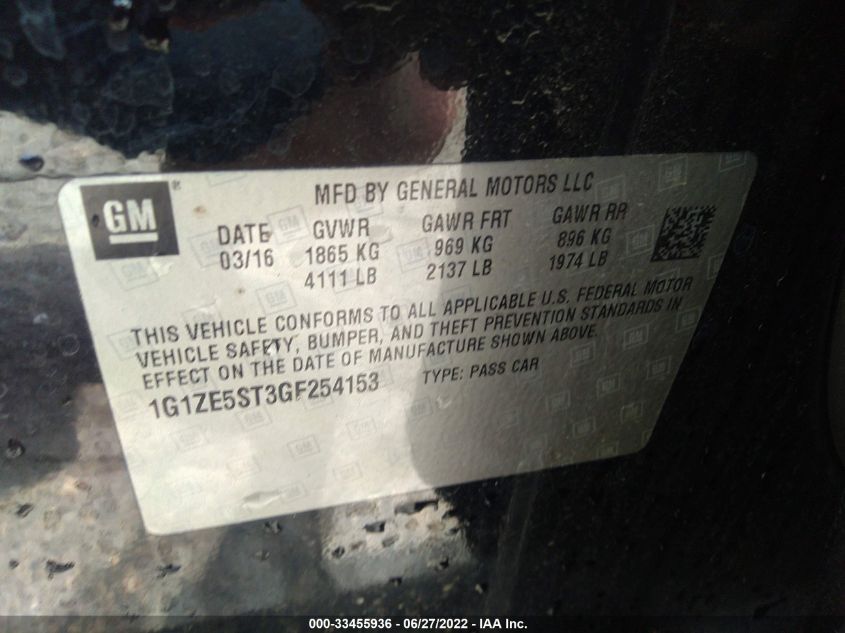 GM ® MFD BY GENERAL MOTORS LLC
DATE GVWR GAWR FRT GAWR RR
03/16 1865 KG 969 KG 896 KG
4111 LB 2137 LB 1974 LB
THIS VEHICLE CONFORMS TO ALL APPLICABLE U.S. FEDERAL MOTOR
VEHICLE SAFETY, BUMPER, AND THEFT PREVENTION STANDARDS IN
EFFECT ON THE DATE OF MANUFACTURE SHOWN ABOVE.
1G1ZE5ST3GF254153 TYPE: PASS CAR
000-33455936 - 06/27/2022 - IAA Inc.